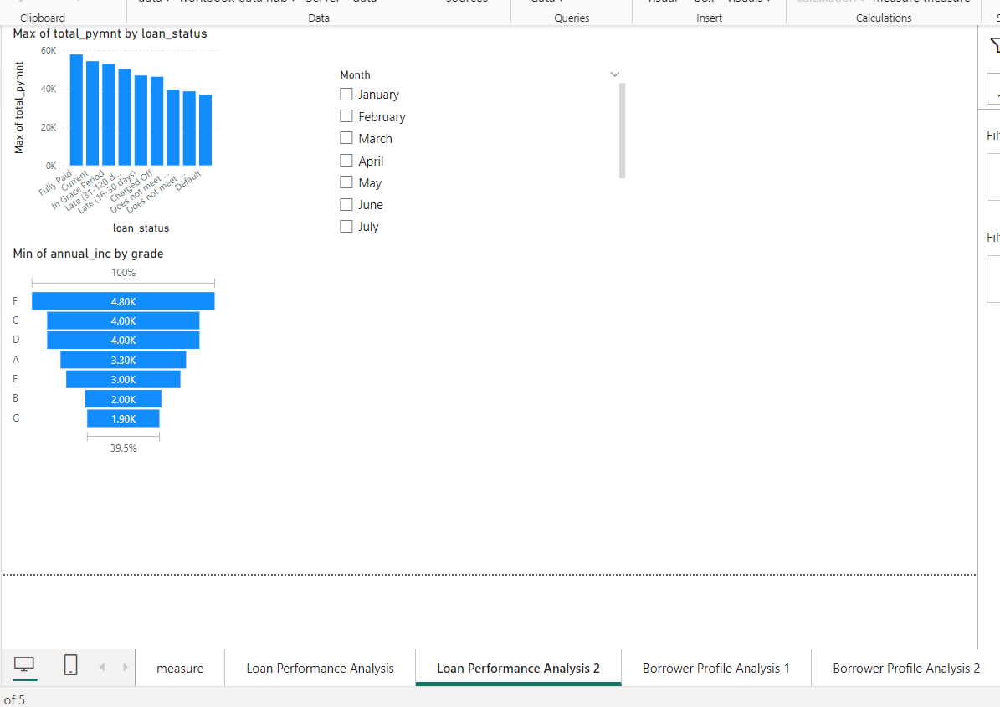 Clipboard
Data
Queries
Insert
Calculations
Max of total_pymnt by loan_status
60K
40K
20K
0K
Max of total_pymnt
Fully Paid
Current
In Grace Period
Late (31-120 d...
Late (16-30 days)
Charged Off
Does not meet ...
Does not meet ...
Default
loan_status
Month
January
February
March
April
May
June
July
Min of annual_inc by grade
100%
F 4.80K
C 4.00K
D 4.00K
A 3.30K
E 3.00K
B 2.00K
G 1.90K
39.5%
measure
Loan Performance Analysis
Loan Performance Analysis 2
Borrower Profile Analysis 1
Borrower Profile Analysis 2
of 5